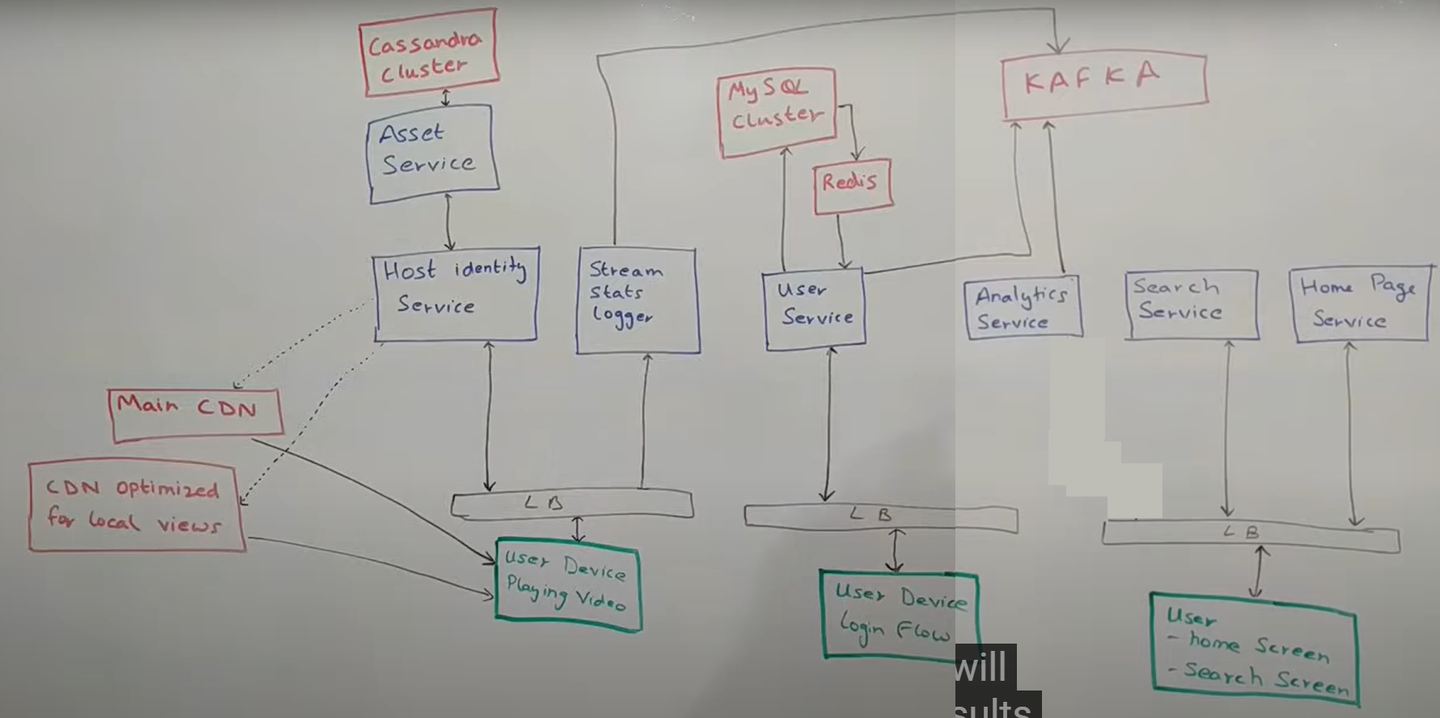 Cassandra
Cluster
Asset
Service
MySQL
Cluster
Redis
KAFKA
Host identity
Service
Stream
Stats
Logger
User
Service
Analytics
Service
Search
Service
Home Page
Service
Main CDN
CDN Optimized
for local views
LB
LB
LB
User Device
Playing Video
User Device
Login Flow
User
- home Screen
- Search Screen
will
sults